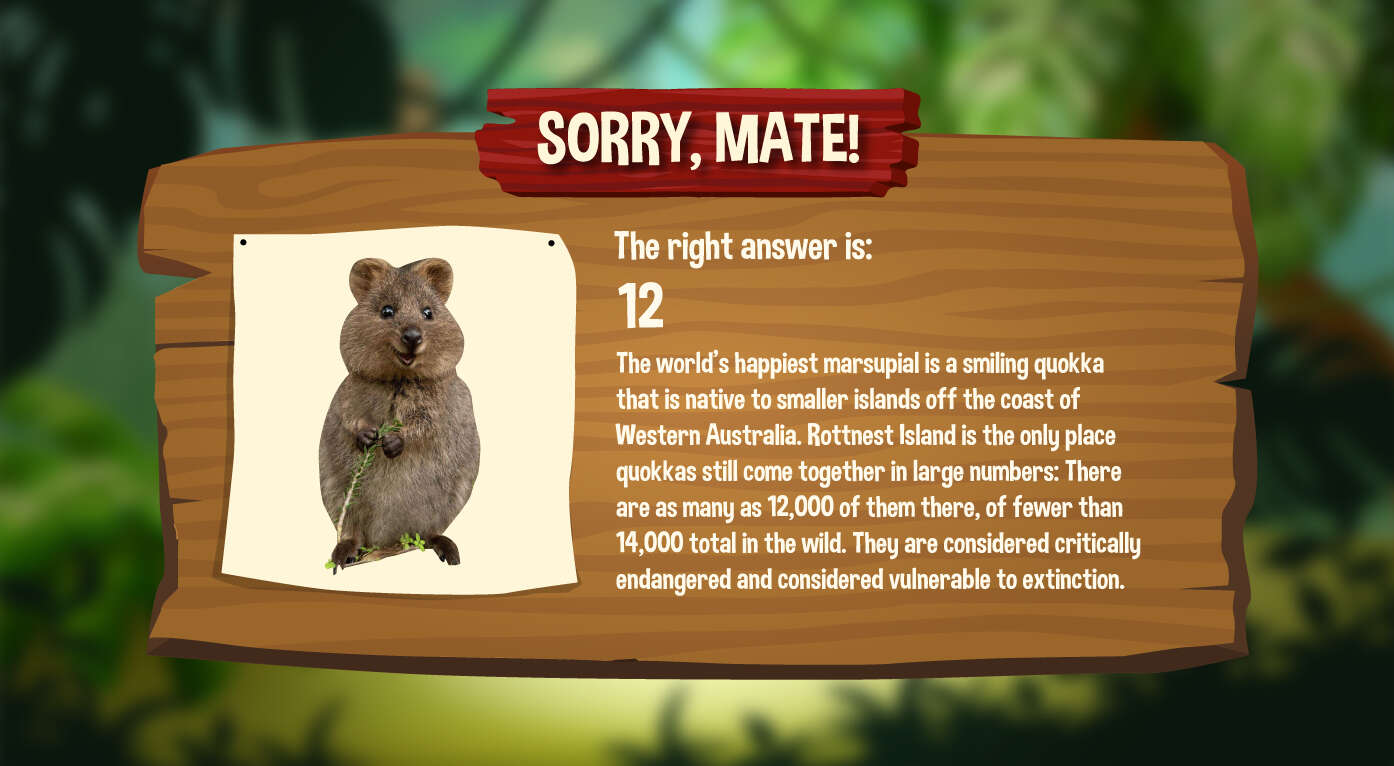 SORRY, MATE!
The right answer is:
12
The world's happiest marsupial is a smiling quokka
that is native to smaller islands off the coast of
Western Australia. Rottnest Island is the only place
quokkas still come together in large numbers: There
are as many as 12,000 of them there, of fewer than
14,000 total in the wild. They are considered critically
endangered and considered vulnerable to extinction.